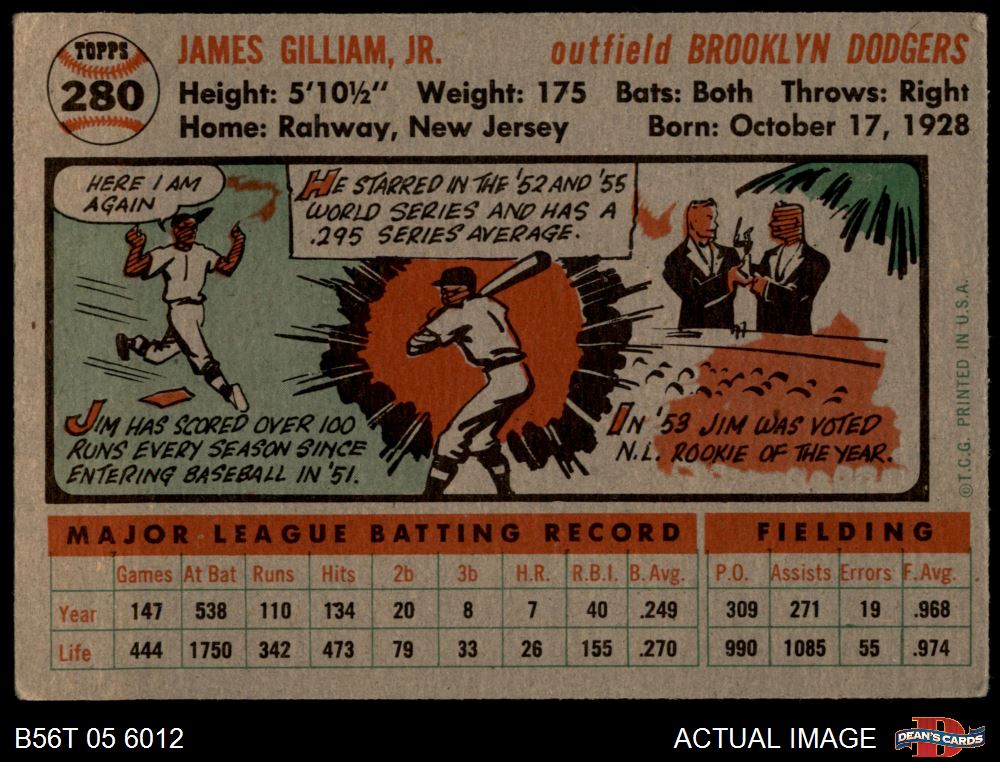 TOPPS
280
JAMES GILLIAM, JR.
outfield BROOKLYN DODGERS
Height: 5'10½" Weight: 175 Bats: Both Throws: Right
Home: Rahway, New Jersey Born: October 17, 1928
HERE I AM
AGAIN
HE STARRED IN THE '52 AND '55
WORLD SERIES AND HAS A
.295 SERIES AVERAGE.
JIM HAS SCORED OVER 100
RUNS EVERY SEASON SINCE
ENTERING BASEBALL IN '51.
IN '53 JIM WAS VOTED
N.L. ROOKIE OF THE YEAR.
©T.C.G. PRINTED IN U.S.A.
MAJOR LEAGUE BATTING RECORD
Games At Bat Runs Hits 2b 3b H.R. R.B.I. B. Avg.
Year 147 538 110 134 20 8 7 40 .249
Life 444 1750 342 473 79 33 26 155 .270
FIELDING
P.O. Assists Errors F. Avg.
309 271 19 .968
990 1085 55 .974
B56T 05 6012
ACTUAL IMAGE
DEAN'S CARDS